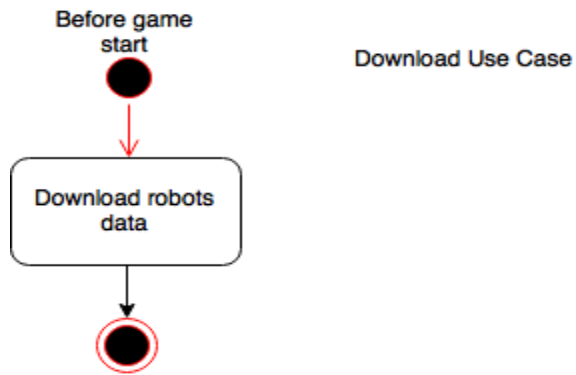 Before game
start
Download Use Case
Download robots
data